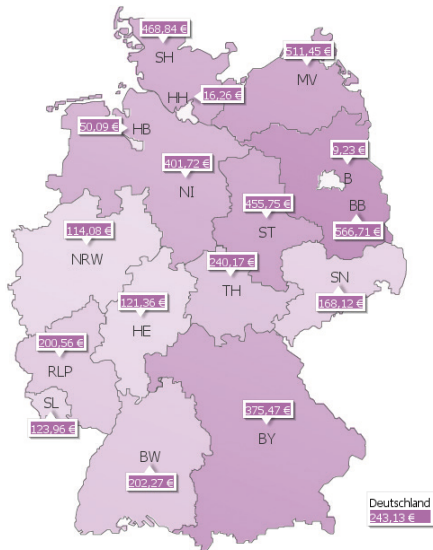 468,84 €
SH
511,45 €
MV
HH
16,26 €
50,09 €
HB
9,23 €
B
401,72 €
NI
455,75 €
ST
BB
566,71 €
114,08 €
NRW
240,17 €
TH
SN
168,12 €
121,36 €
HE
200,56 €
RLP
SL
123,96 €
375,47 €
BY
BW
202,27 €
Deutschland
243,13 €